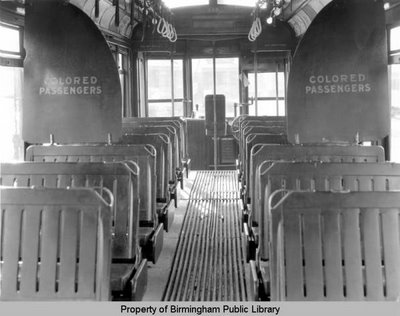 COLORED
PASSENGERS
COLORED
PASSENGERS
Property of Birmingham Public Library